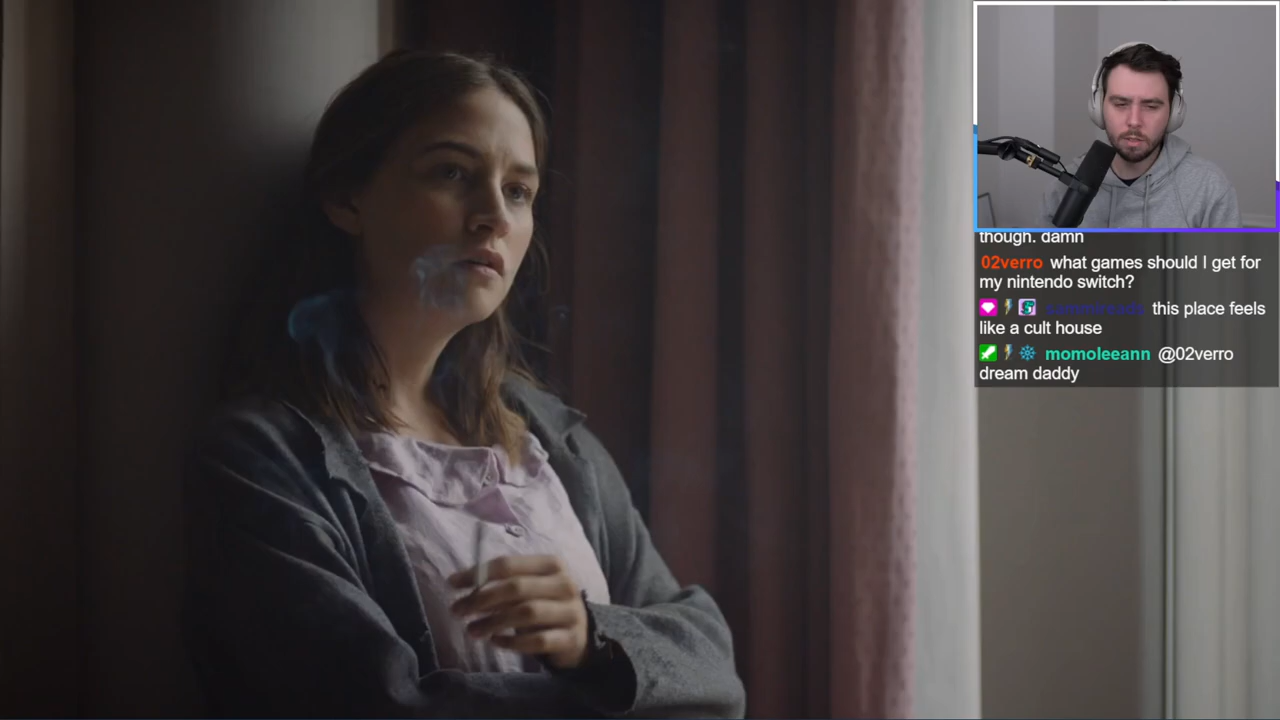 though. damn
02verro what games should I get for
my nintendo switch?
this place feels
like a cult house
momoleeann @02verro
dream daddy